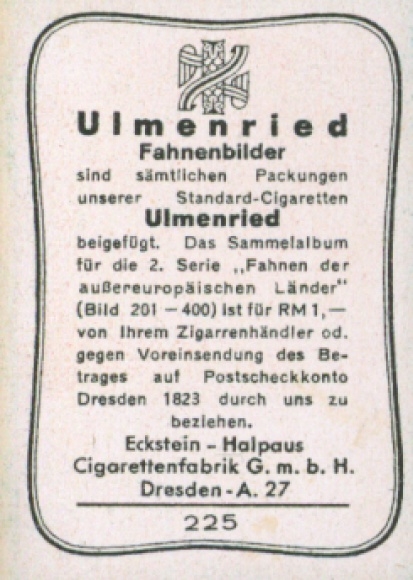 Ulmenried
Fahnenbilder
sind sämtlichen Packungen
unserer Standard-Cigaretten
Ulmenried
beigefügt. Das Sammelalbum
für die 2. Serie „Fahnen der
außereuropäischen Länder"
(Bild 201 – 400) ist für RM 1,—
von Ihrem Zigarrenhändler od.
gegen Voreinsendung des Be-
trages auf Postscheckkonto
Dresden 1823 durch uns zu
beziehen.
Eckstein - Halpaus
Cigarettenfabrik G. m. b. H.
Dresden - A. 27
225